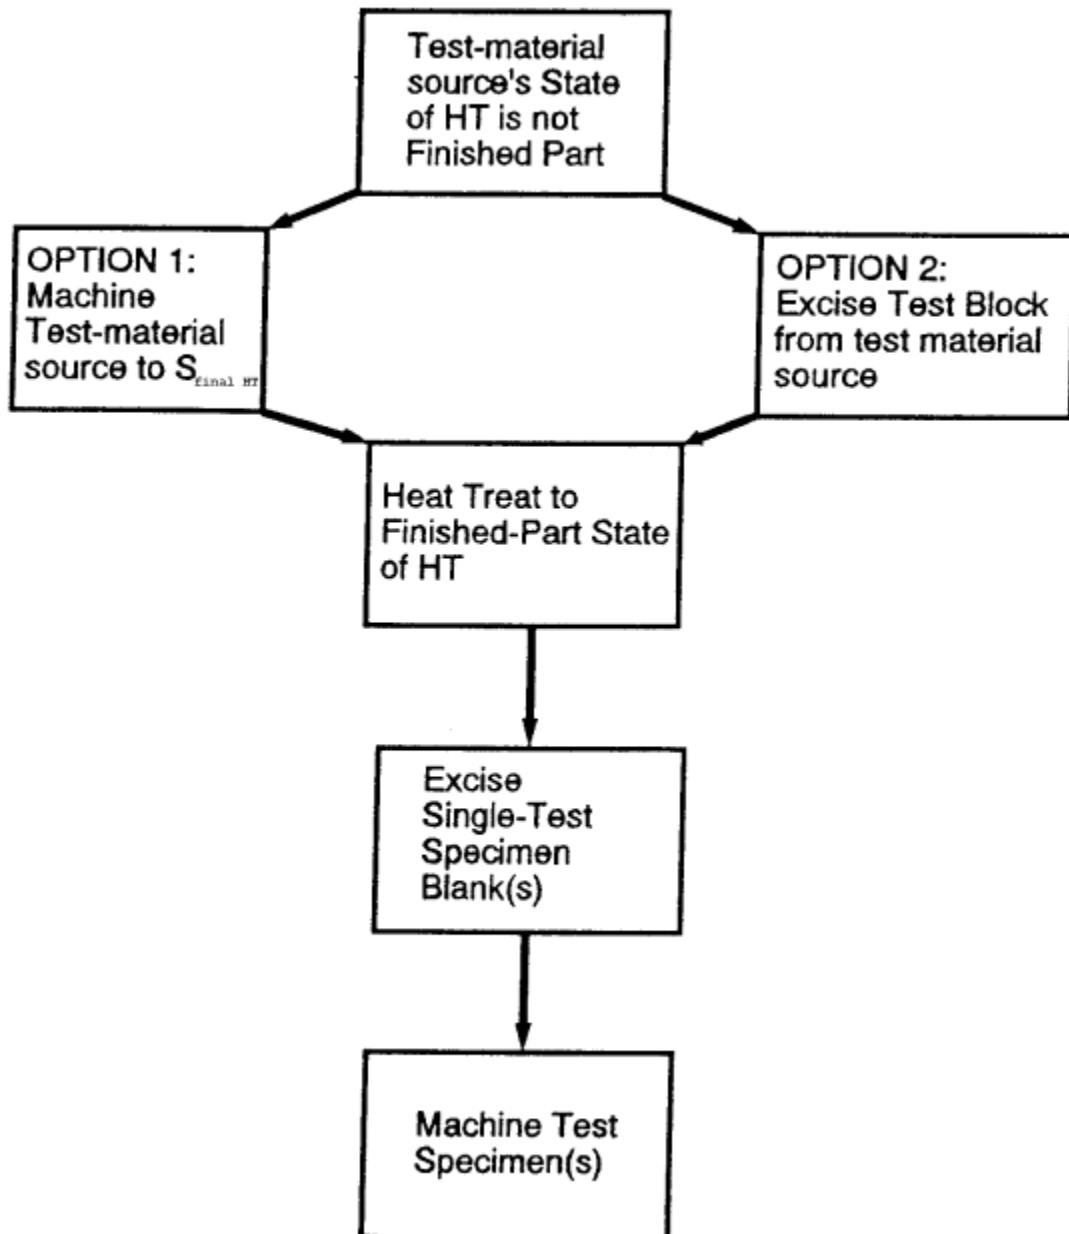 Test-material
source's State
of HT is not
Finished Part
OPTION 1:
Machine
Test-material
source to S final HT
OPTION 2:
Excise Test Block
from test material
source
Heat Treat to
Finished-Part State
of HT
Excise
Single-Test
Specimen
Blank(s)
Machine Test
Specimen(s)